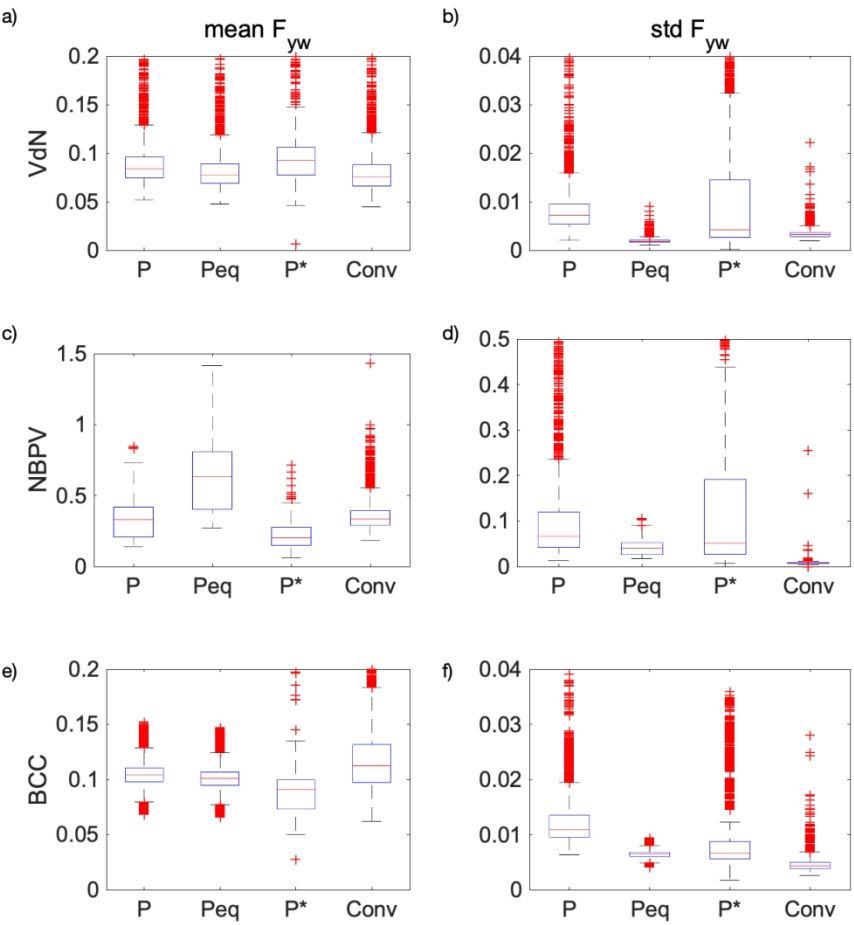 a)
mean Fyw
b)
std Fyw
VdN
0.2
0.15
0.1
0.05
0
P Peq P* Conv
0.04
0.03
0.02
0.01
0
P Peq P* Conv
c)
d)
NBPV
1.5
1
0.5
0
P Peq P* Conv
0.5
0.4
0.3
0.2
0.1
0
P Peq P* Conv
e)
f)
BCC
0.2
0.15
0.1
0.05
0
P Peq P* Conv
0.04
0.03
0.02
0.01
0
P Peq P* Conv